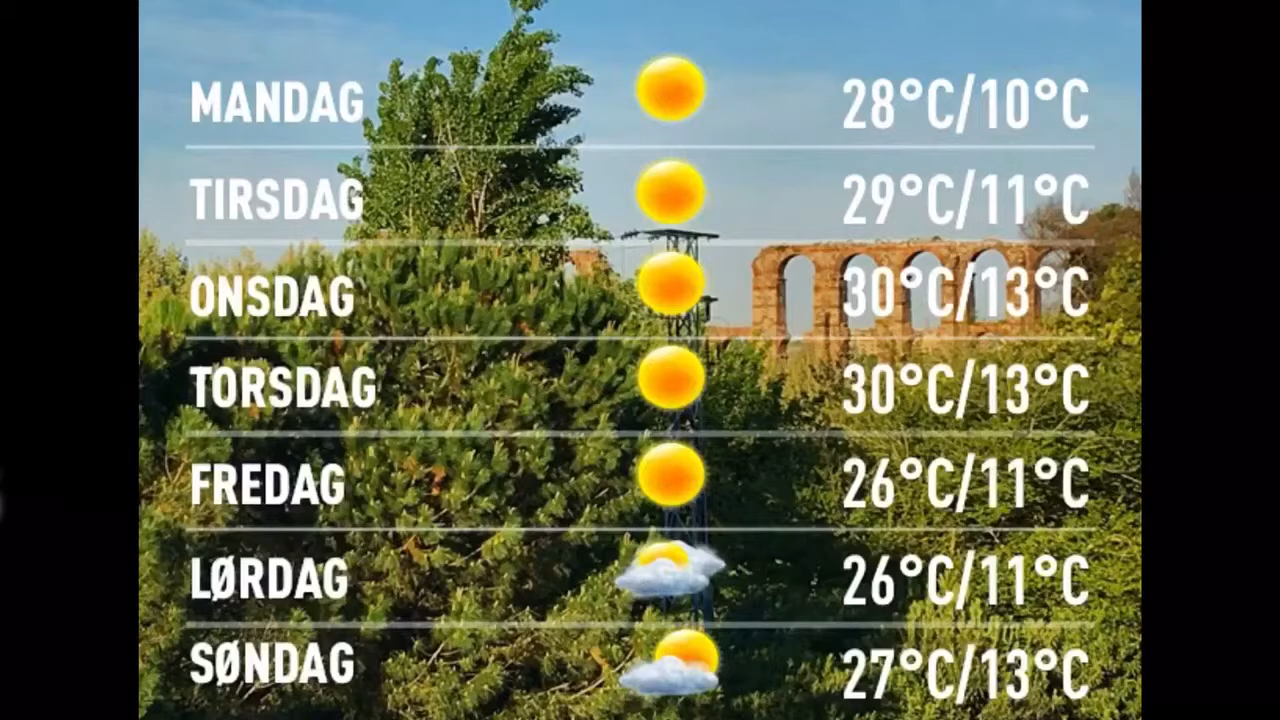 MANDAG 28°C/10°C
TIRSDAG 29°C/11°C
ONSDAG 30°C/13°C
TORSDAG 30°C/13°C
FREDAG 26°C/11°C
LØRDAG 26°C/11°C
SØNDAG 27°C/13°C